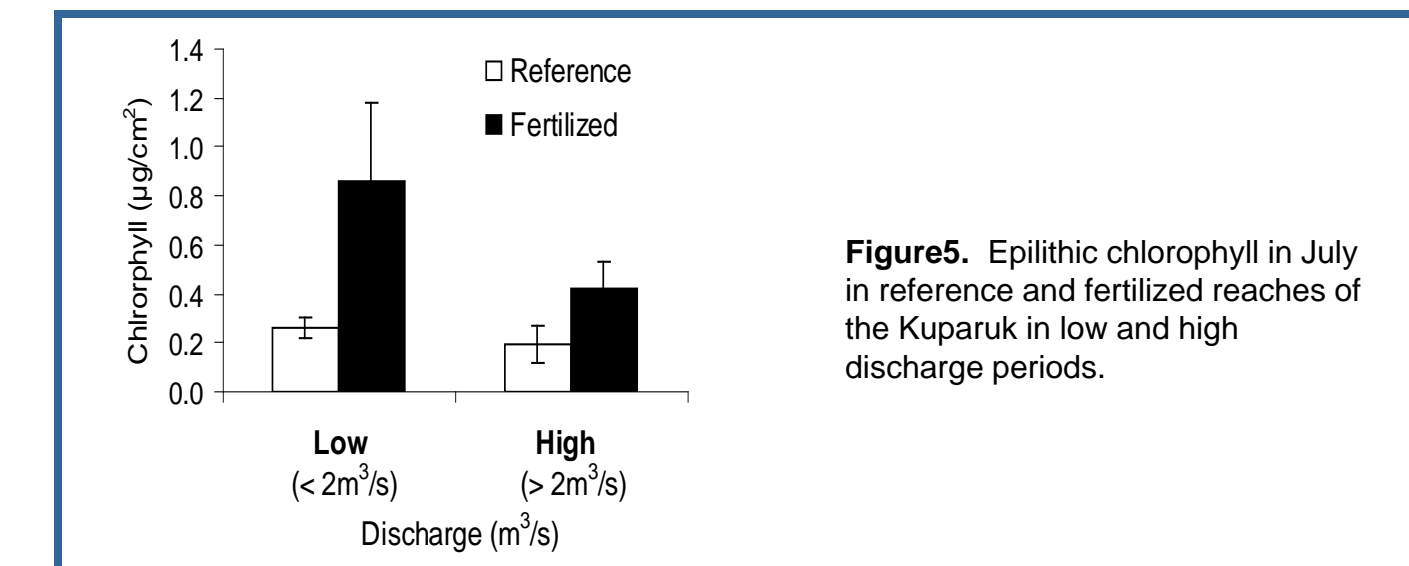 1.4
1.2
1.0
0.8
0.6
0.4
0.2
0.0
Chlrorphyll (µg/cm²)
Reference
Fertilized
Low
(< 2m³/s)
High
(> 2m³/s)
Discharge (m³/s)
Figure5. Epilithic chlorophyll in July
in reference and fertilized reaches of
the Kuparuk in low and high
discharge periods.